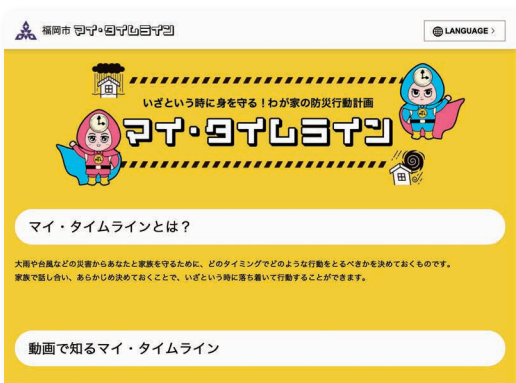 福岡市 マイ・タイムライン
LANGUAGE >
いざという時に身を守る！わが家の防災行動計画
マイ・タイムライン
マイ・タイムラインとは？
大雨や台風などの災害からあなたと家族を守るために、どのタイミングでどのような行動をとるべきかを決めておくものです。
家族で話し合い、あらかじめ決めておくことで、いざという時に落ち着いて行動することができます。
動画で知るマイ・タイムライン